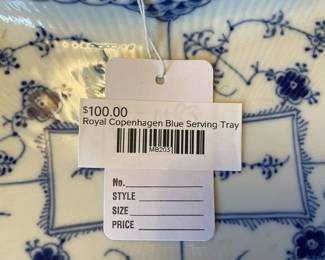 $100.00
Royal Copenhagen Blue Serving Tray
MB2031
No.
STYLE
SIZE
PRICE